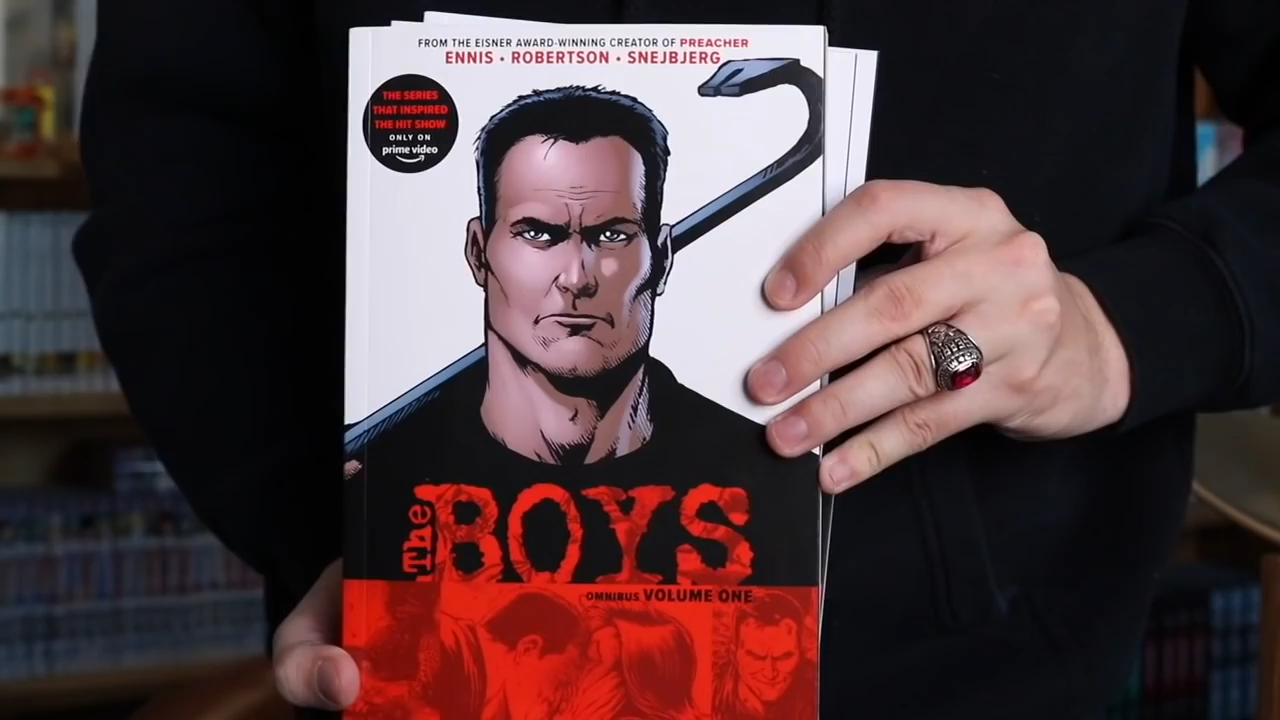 FROM THE EISNER AWARD-WINNING CREATOR OF PREACHER
ENNIS • ROBERTSON • SNEJBJERG
THE SERIES
THAT INSPIRED
THE HIT SHOW
ONLY ON
prime video
The BOYS
OMNIBUS VOLUME ONE